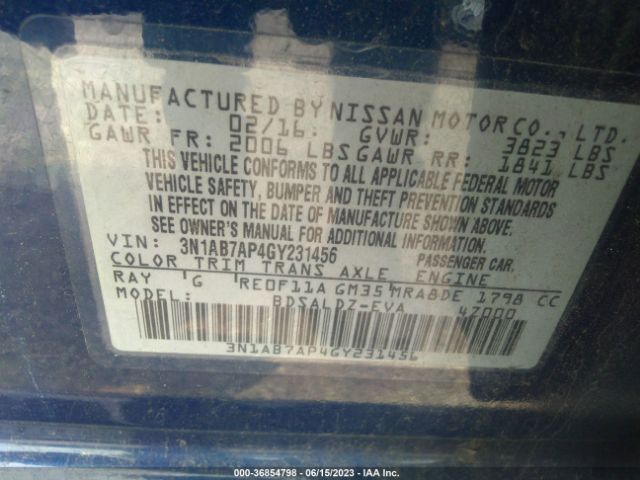 MANUFACTURED BY NISSAN MOTOR CO., LTD.
DATE: 02/16 GVWR: 3823 LBS
GAWR FR: 2006 LBS GAWR RR: 1841 LBS
THIS VEHICLE CONFORMS TO ALL APPLICABLE FEDERAL MOTOR
VEHICLE SAFETY, BUMPER AND THEFT PREVENTION STANDARDS
IN EFFECT ON THE DATE OF MANUFACTURE SHOWN ABOVE.
SEE OWNER'S MANUAL FOR ADDITIONAL INFORMATION.
VIN: 3N1AB7AP4GY231456 PASSENGER CAR.
COLOR TRIM TRANS AXLE ENGINE
RAY G RE0F11A GM35 MRA8DE 1798 CC
MODEL: BDSALDZ-EVA 4Z000
3N1AB7AP4GY231456
000-36854798 - 06/15/2023 - IAA Inc.